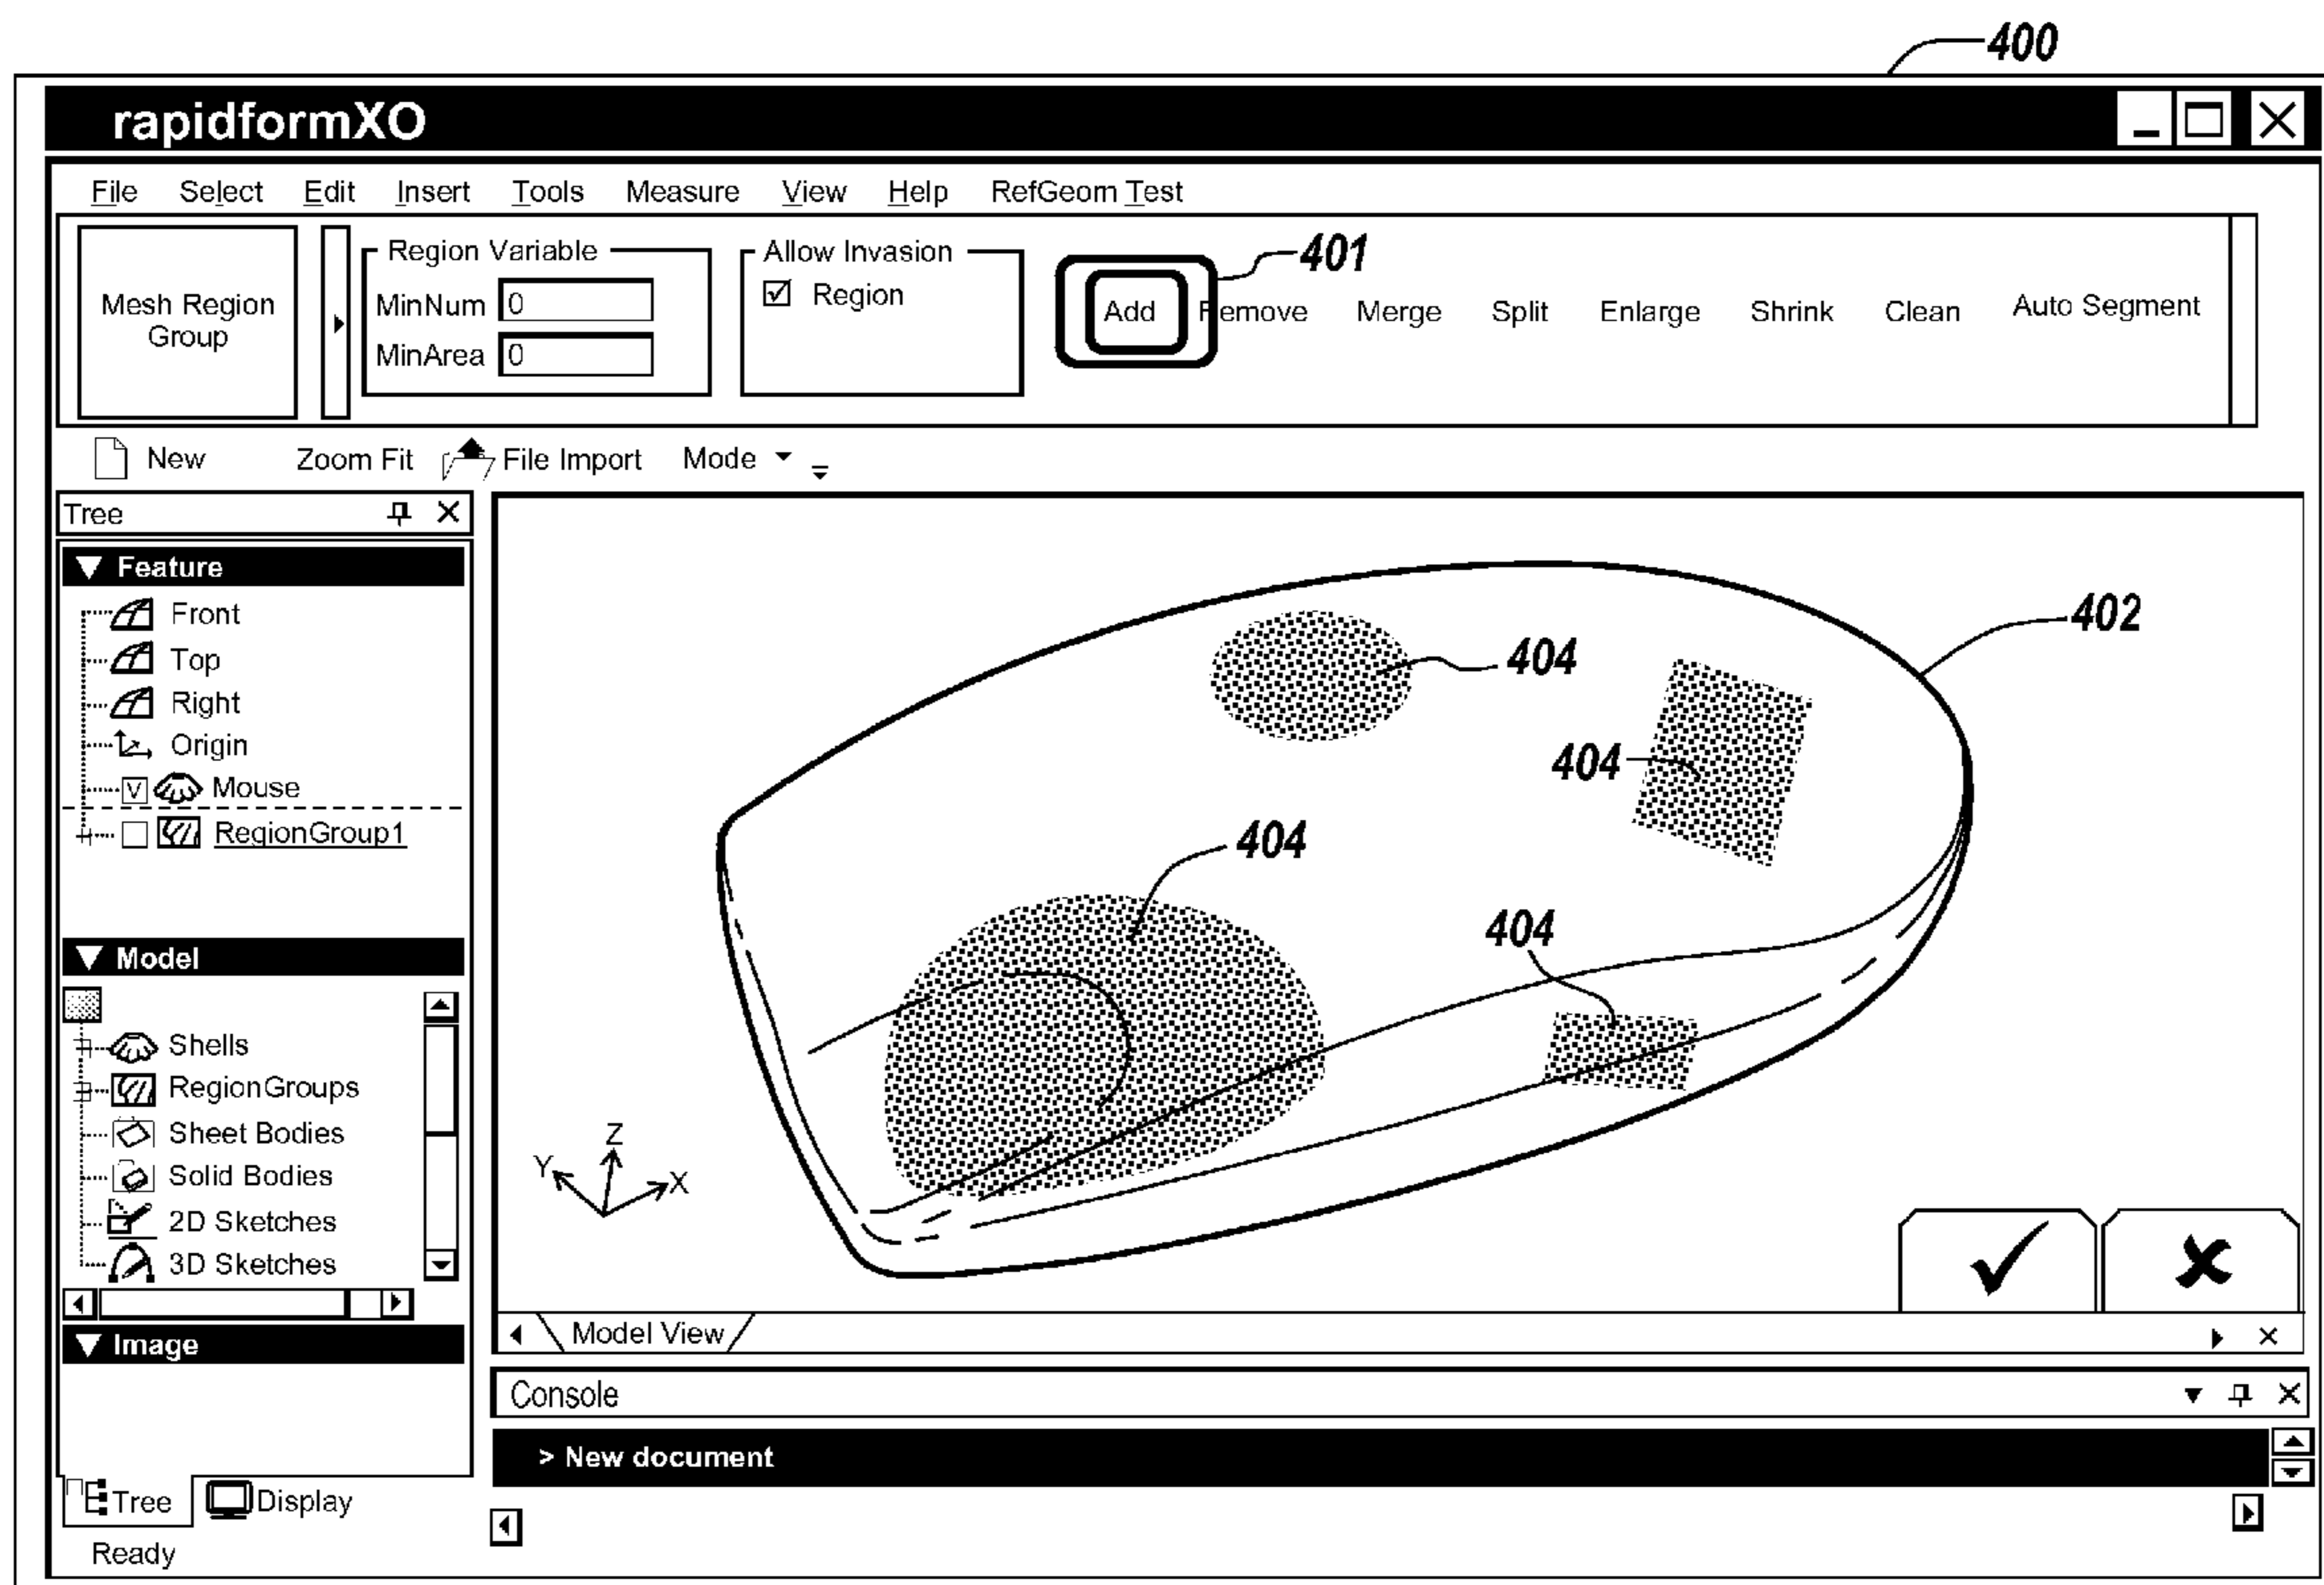 400
rapidformXO
File Select Edit Insert Tools Measure View Help RefGeom Test
Mesh Region
Group
Region Variable
MinNum 0
MinArea 0
Allow Invasion
Region
401
Add Remove Merge Split Enlarge Shrink Clean Auto Segment
New Zoom Fit File Import Mode
Tree
Feature
Front
Top
Right
Origin
V Mouse
RegionGroup1
Model
Shells
RegionGroups
Sheet Bodies
Solid Bodies
2D Sketches
3D Sketches
Image
Tree Display
Ready
402
404
404
404
404
Z
Y
X
Model View
Console
> New document